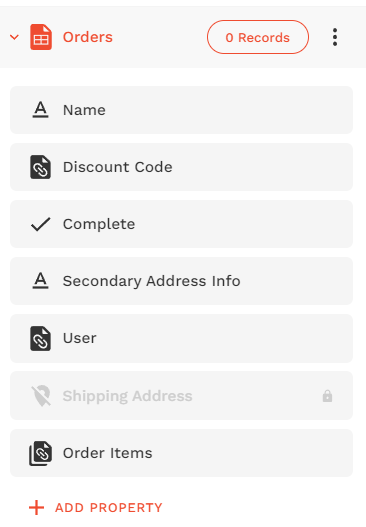 Orders
0 Records
Name
Discount Code
Complete
Secondary Address Info
User
Shipping Address
Order Items
ADD PROPERTY